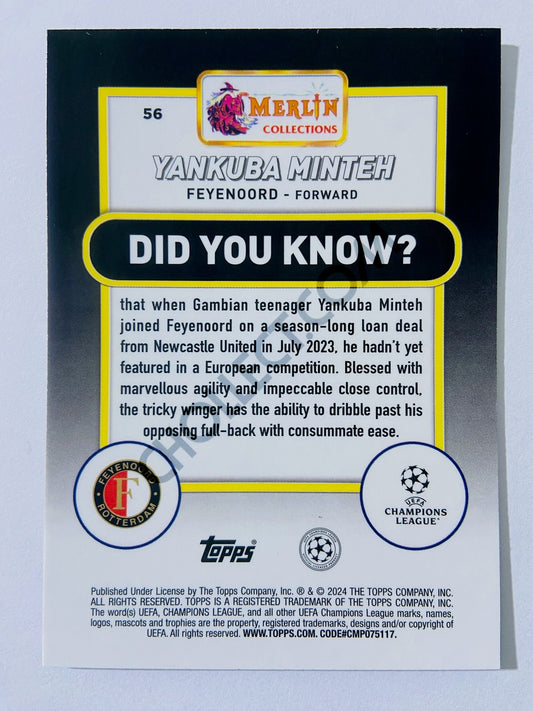 56
MERLIN
COLLECTIONS
YANKUBA MINTEH
FEYENOORD - FORWARD
DID YOU KNOW?
that when Gambian teenager Yankuba Minteh
joined Feyenoord on a season-long loan deal
from Newcastle United in July 2023, he hadn't yet
featured in a European competition. Blessed with
marvellous agility and impeccable close control,
the tricky winger has the ability to dribble past his
opposing full-back with consummate ease.
CHOLLECT.COM
FEYENOORD
F
ROTTERDAM
UEFA
CHAMPIONS
LEAGUE
topps
Published Under License by The Topps Company, Inc. ® & © 2024 THE TOPPS COMPANY, INC.
ALL RIGHTS RESERVED. TOPPS IS A REGISTERED TRADEMARK OF THE TOPPS COMPANY, INC.
The word(s) UEFA, CHAMPIONS LEAGUE, and all other UEFA Champions League marks, names,
logos, mascots and trophies are the property, registered trademarks, designs and/or copyright of
UEFA. All rights reserved. WWW.TOPPS.COM. CODE#CMP075117.